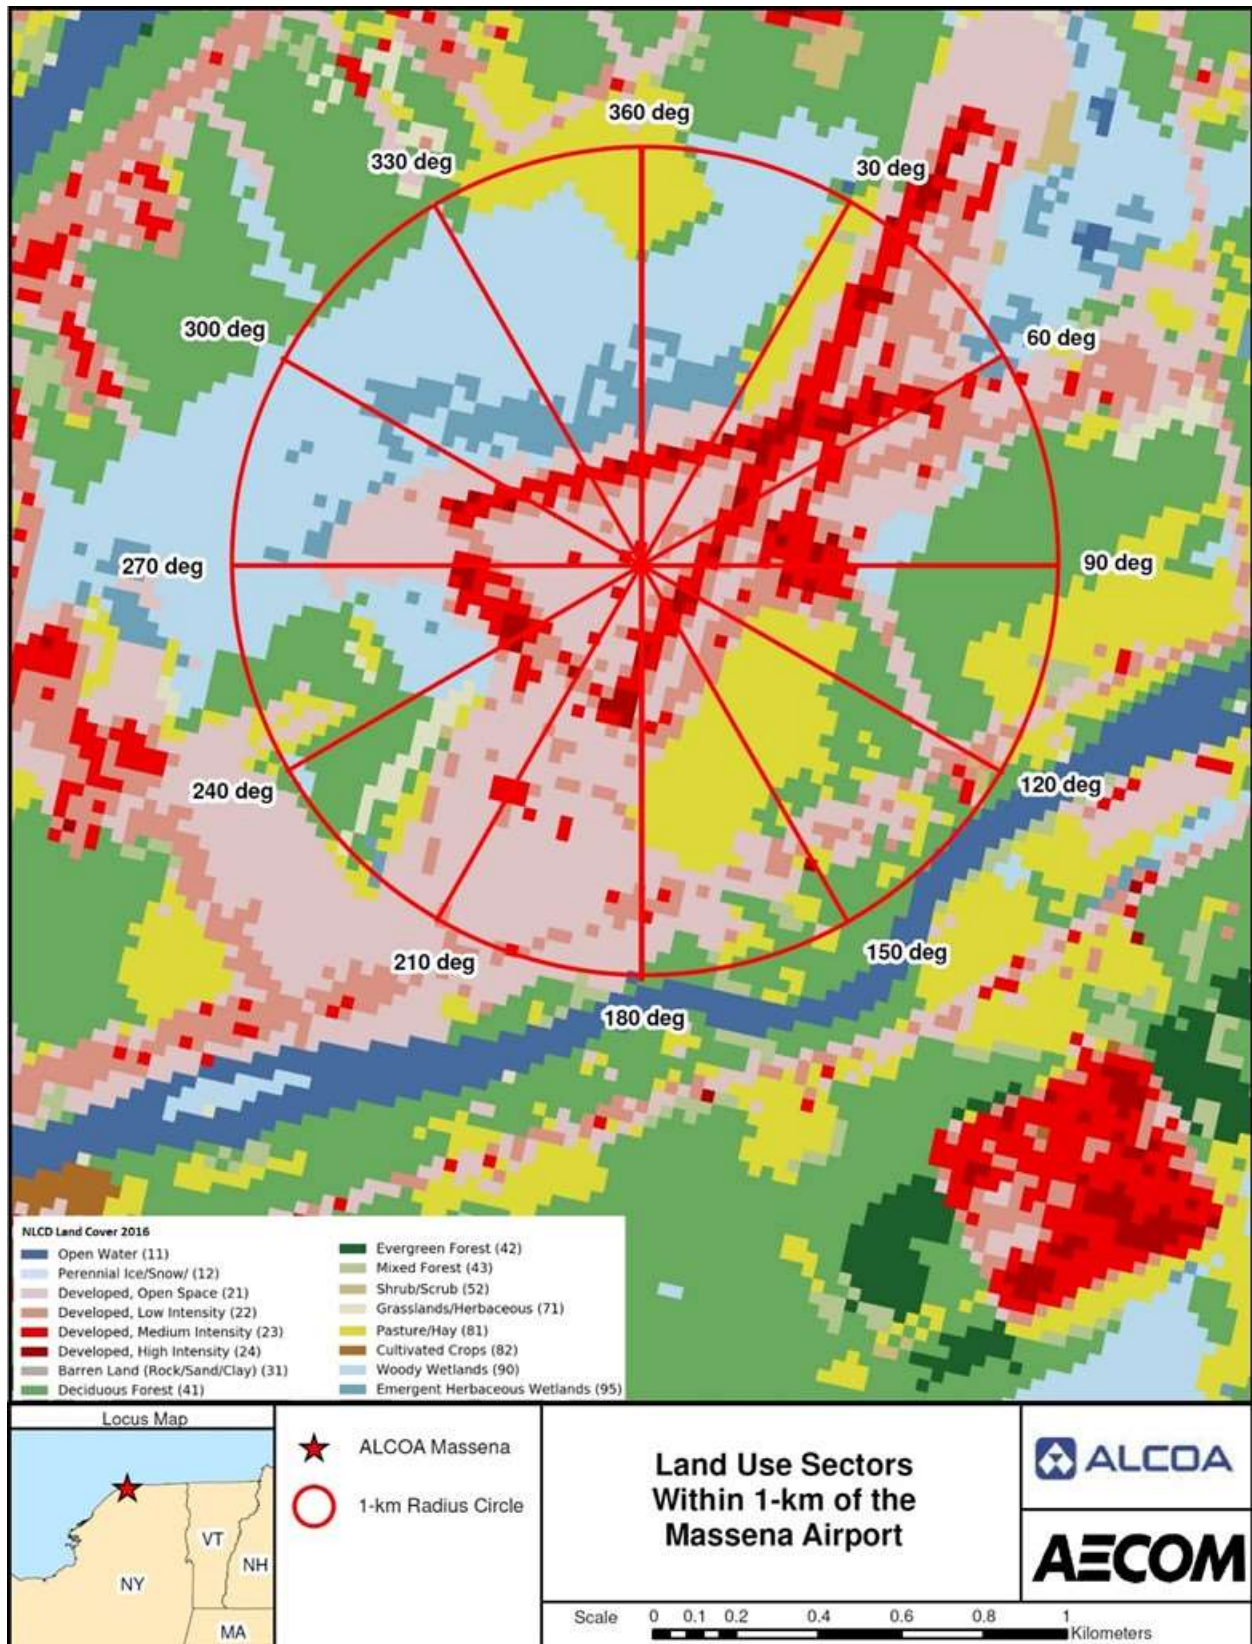 360 deg
330 deg
30 deg
300 deg
60 deg
270 deg
90 deg
240 deg
120 deg
210 deg
150 deg
180 deg
NLCD Land Cover 2016
Open Water (11)
Perennial Ice/Snow/ (12)
Developed, Open Space (21)
Developed, Low Intensity (22)
Developed, Medium Intensity (23)
Developed, High Intensity (24)
Barren Land (Rock/Sand/Clay) (31)
Deciduous Forest (41)
Evergreen Forest (42)
Mixed Forest (43)
Shrub/Scrub (52)
Grasslands/Herbaceous (71)
Pasture/Hay (81)
Cultivated Crops (82)
Woody Wetlands (90)
Emergent Herbaceous Wetlands (95)
Locus Map
VT
NH
NY
MA
ALCOA Massena
1-km Radius Circle
Land Use Sectors
Within 1-km of the
Massena Airport
Scale 0 0.1 0.2 0.4 0.6 0.8 1
Kilometers
ALCOA
AECOM